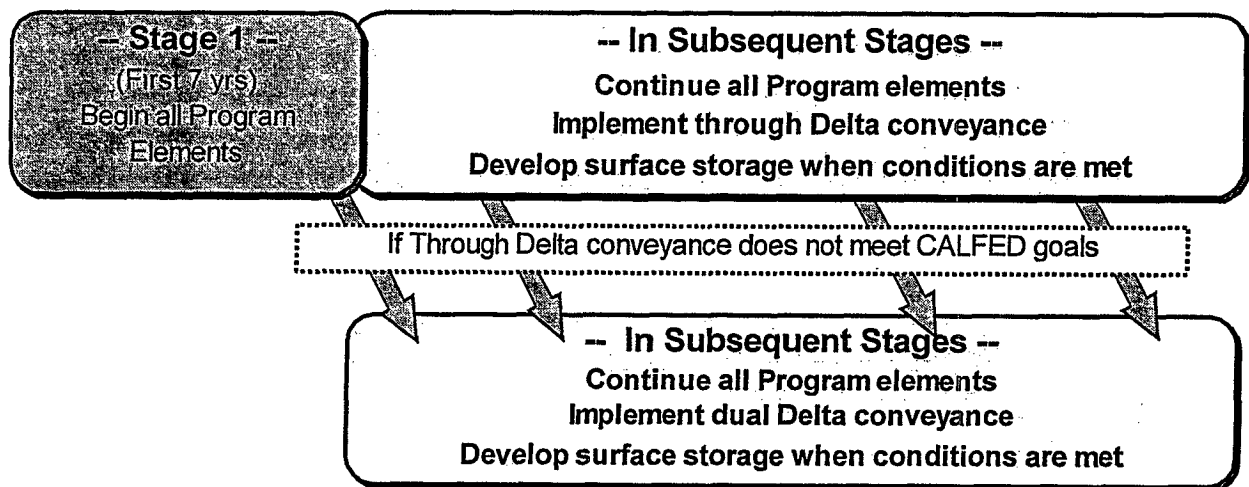 -- Stage 1 --
(First 7 yrs)
Begin all Program
Elements
-- In Subsequent Stages --
Continue all Program elements
Implement through Delta conveyance
Develop surface storage when conditions are met
If Through Delta conveyance does not meet CALFED goals
-- In Subsequent Stages --
Continue all Program elements
Implement dual Delta conveyance
Develop surface storage when conditions are met